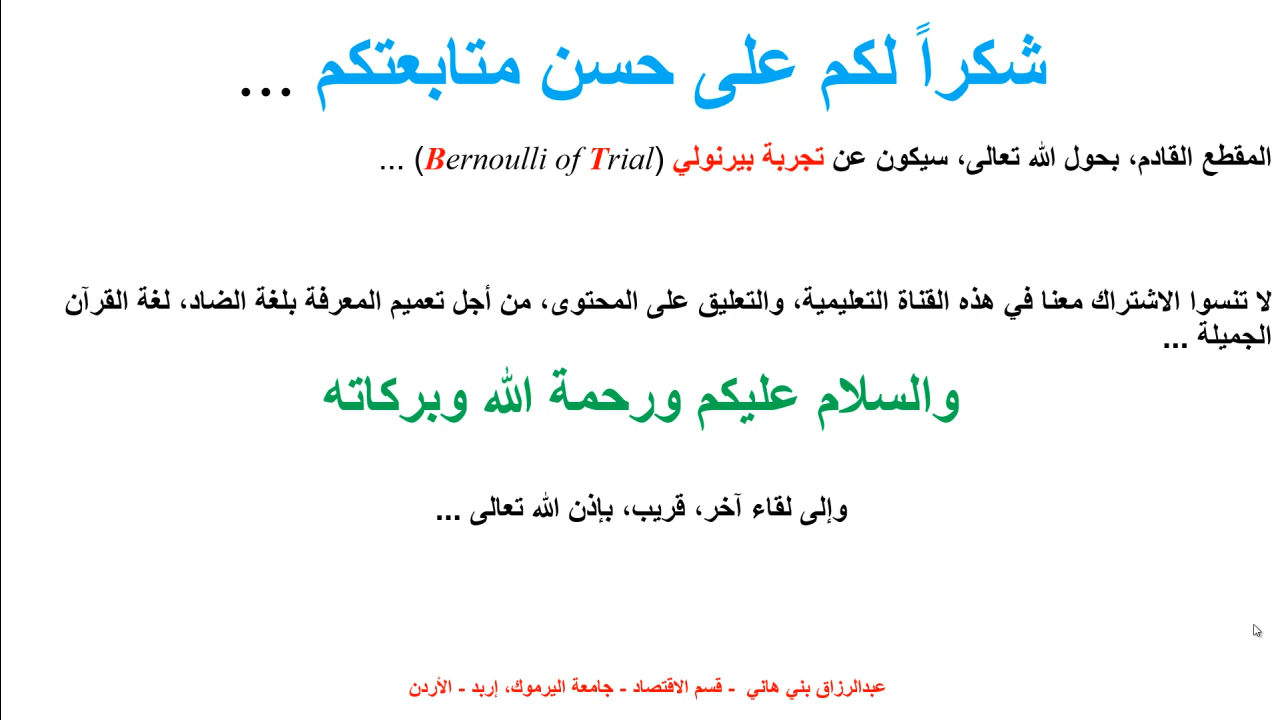 شكراً لكم على حسن متابعتكم ...
المقطع القادم، بحول الله تعالى، سيكون عن تجربة بيرنولي (Bernoulli of Trial) ...
لا تنسوا الاشتراك معنا في هذه القناة التعليمية، والتعليق على المحتوى، من أجل تعميم المعرفة بلغة الضاد، لغة القرآن
الجميلة ...
والسلام عليكم ورحمة الله وبركاته
وإلى لقاء آخر، قريب، بإذن الله تعالى ...
عبدالرزاق بني هاني - قسم الاقتصاد - جامعة اليرموك، إربد - الأردن